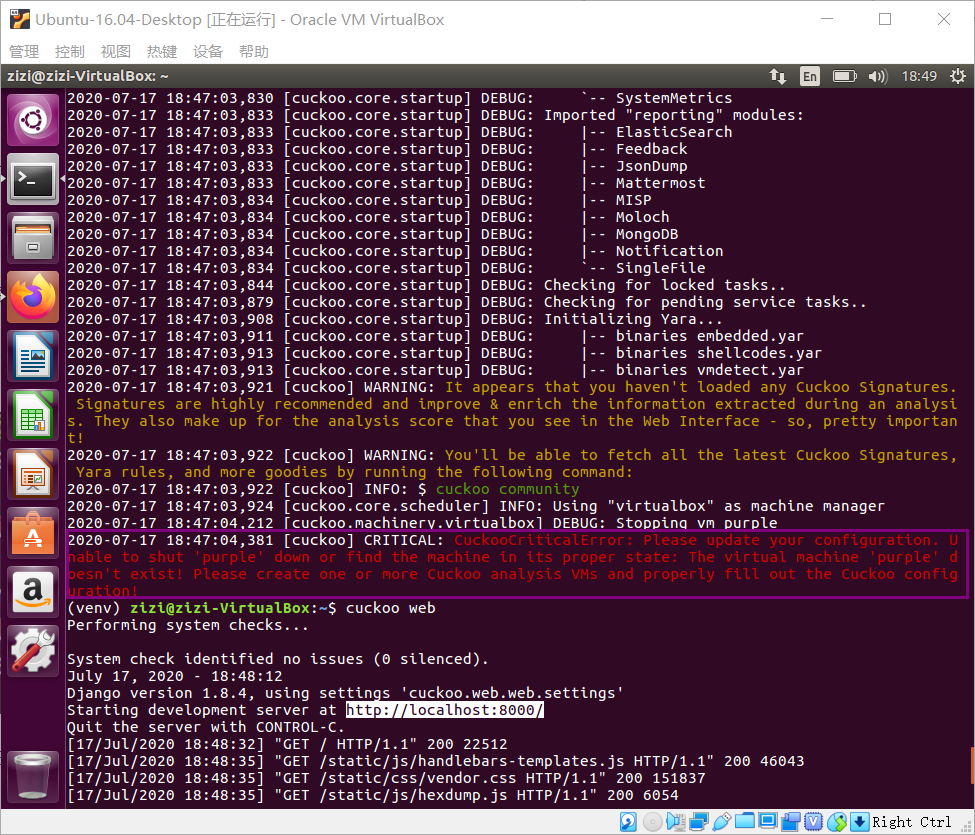 Ubuntu-16.04-Desktop [正在运行] - Oracle VM VirtualBox
管理 控制 视图 热键 设备 帮助
zizi@zizi-VirtualBox: ~ En 18:49
2020-07-17 18:47:03,830 [cuckoo.core.startup] DEBUG:     `-- SystemMetrics
2020-07-17 18:47:03,833 [cuckoo.core.startup] DEBUG: Imported "reporting" modules:
2020-07-17 18:47:03,833 [cuckoo.core.startup] DEBUG:     |-- ElasticSearch
2020-07-17 18:47:03,833 [cuckoo.core.startup] DEBUG:     |-- Feedback
2020-07-17 18:47:03,833 [cuckoo.core.startup] DEBUG:     |-- JsonDump
2020-07-17 18:47:03,833 [cuckoo.core.startup] DEBUG:     |-- Mattermost
2020-07-17 18:47:03,834 [cuckoo.core.startup] DEBUG:     |-- MISP
2020-07-17 18:47:03,834 [cuckoo.core.startup] DEBUG:     |-- Moloch
2020-07-17 18:47:03,834 [cuckoo.core.startup] DEBUG:     |-- MongoDB
2020-07-17 18:47:03,834 [cuckoo.core.startup] DEBUG:     |-- Notification
2020-07-17 18:47:03,834 [cuckoo.core.startup] DEBUG:     `-- SingleFile
2020-07-17 18:47:03,844 [cuckoo.core.startup] DEBUG: Checking for locked tasks..
2020-07-17 18:47:03,879 [cuckoo.core.startup] DEBUG: Checking for pending service tasks..
2020-07-17 18:47:03,908 [cuckoo.core.startup] DEBUG: Initializing Yara...
2020-07-17 18:47:03,911 [cuckoo.core.startup] DEBUG:     |-- binaries embedded.yar
2020-07-17 18:47:03,913 [cuckoo.core.startup] DEBUG:     |-- binaries shellcodes.yar
2020-07-17 18:47:03,913 [cuckoo.core.startup] DEBUG:     |-- binaries vmdetect.yar
2020-07-17 18:47:03,921 [cuckoo] WARNING: It appears that you haven't loaded any Cuckoo Signatures.
 Signatures are highly recommended and improve & enrich the information extracted during an analysi
s. They also make up for the analysis score that you see in the Web Interface - so, pretty importan
t!
2020-07-17 18:47:03,922 [cuckoo] WARNING: You'll be able to fetch all the latest Cuckoo Signatures,
 Yara rules, and more goodies by running the following command:
2020-07-17 18:47:03,922 [cuckoo] INFO: $ cuckoo community
2020-07-17 18:47:03,924 [cuckoo.core.scheduler] INFO: Using "virtualbox" as machine manager
2020-07-17 18:47:04,212 [cuckoo.machinery.virtualbox] DEBUG: Stopping vm purple
2020-07-17 18:47:04,381 [cuckoo] CRITICAL: CuckooCriticalError: Please update your configuration. U
nable to shut 'purple' down or find the machine in its proper state: The virtual machine 'purple' d
oesn't exist! Please create one or more Cuckoo analysis VMs and properly fill out the Cuckoo config
uration!
(venv) zizi@zizi-VirtualBox:~$ cuckoo web
Performing system checks...
System check identified no issues (0 silenced).
July 17, 2020 - 18:48:12
Django version 1.8.4, using settings 'cuckoo.web.web.settings'
Starting development server at http://localhost:8000/
Quit the server with CONTROL-C.
[17/Jul/2020 18:48:32] "GET / HTTP/1.1" 200 22512
[17/Jul/2020 18:48:35] "GET /static/js/handlebars-templates.js HTTP/1.1" 200 46043
[17/Jul/2020 18:48:35] "GET /static/css/vendor.css HTTP/1.1" 200 151837
[17/Jul/2020 18:48:35] "GET /static/js/hexdump.js HTTP/1.1" 200 6054
Right Ctrl